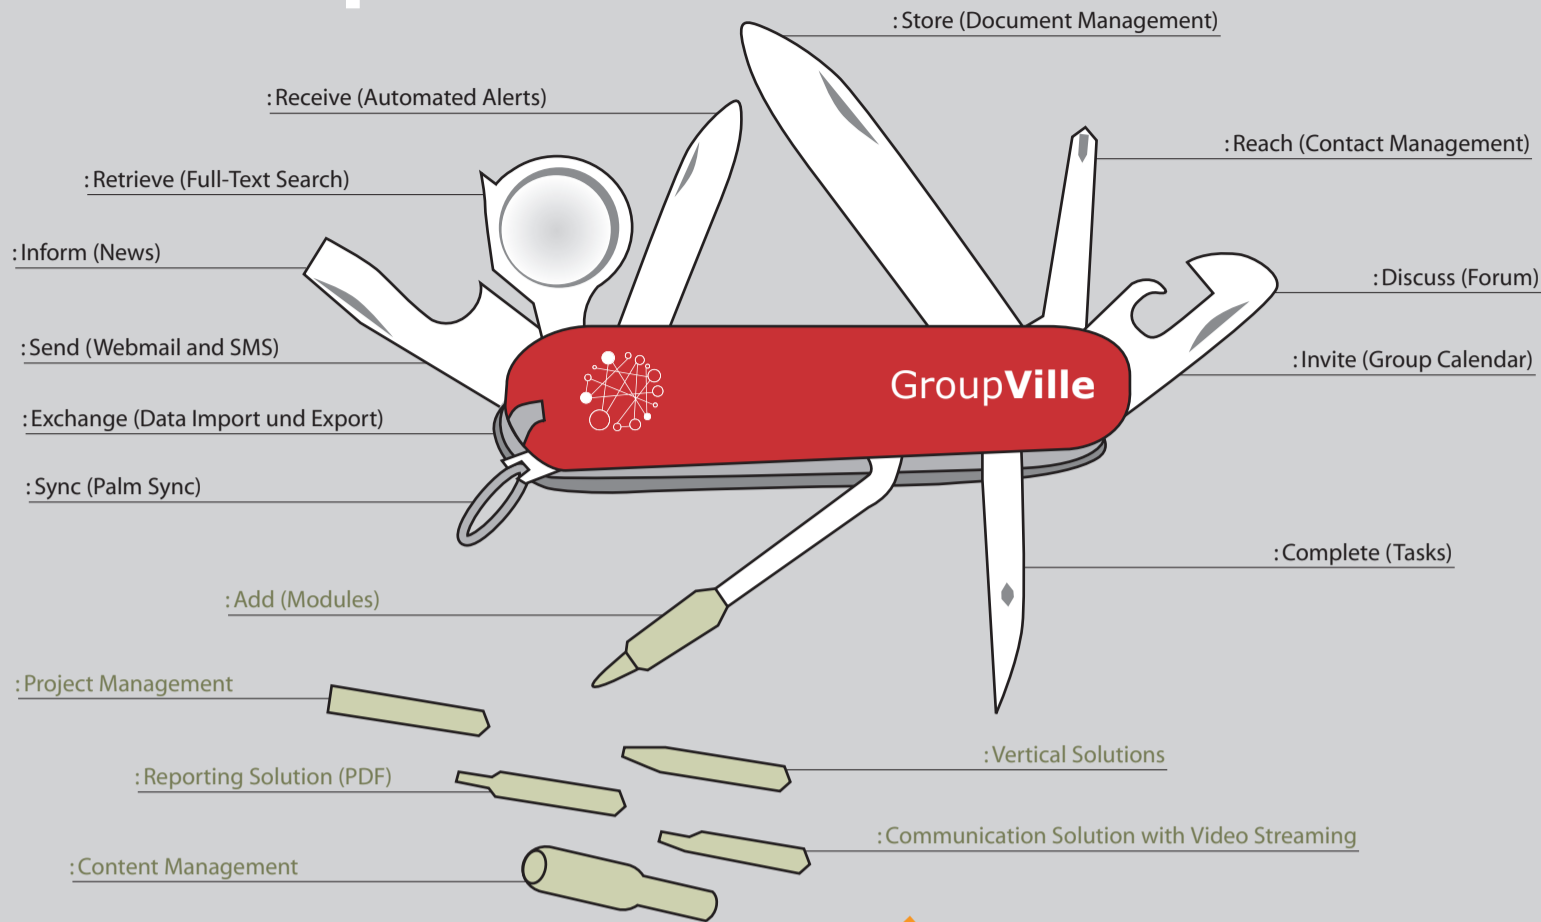 : Store (Document Management)
: Receive (Automated Alerts)
: Reach (Contact Management)
: Retrieve (Full-Text Search)
: Inform (News)
: Discuss (Forum)
: Send (Webmail and SMS)
: Invite (Group Calendar)
GroupVille
: Exchange (Data Import und Export)
: Sync (Palm Sync)
: Complete (Tasks)
: Add (Modules)
: Project Management
: Vertical Solutions
: Reporting Solution (PDF)
: Communication Solution with Video Streaming
: Content Management